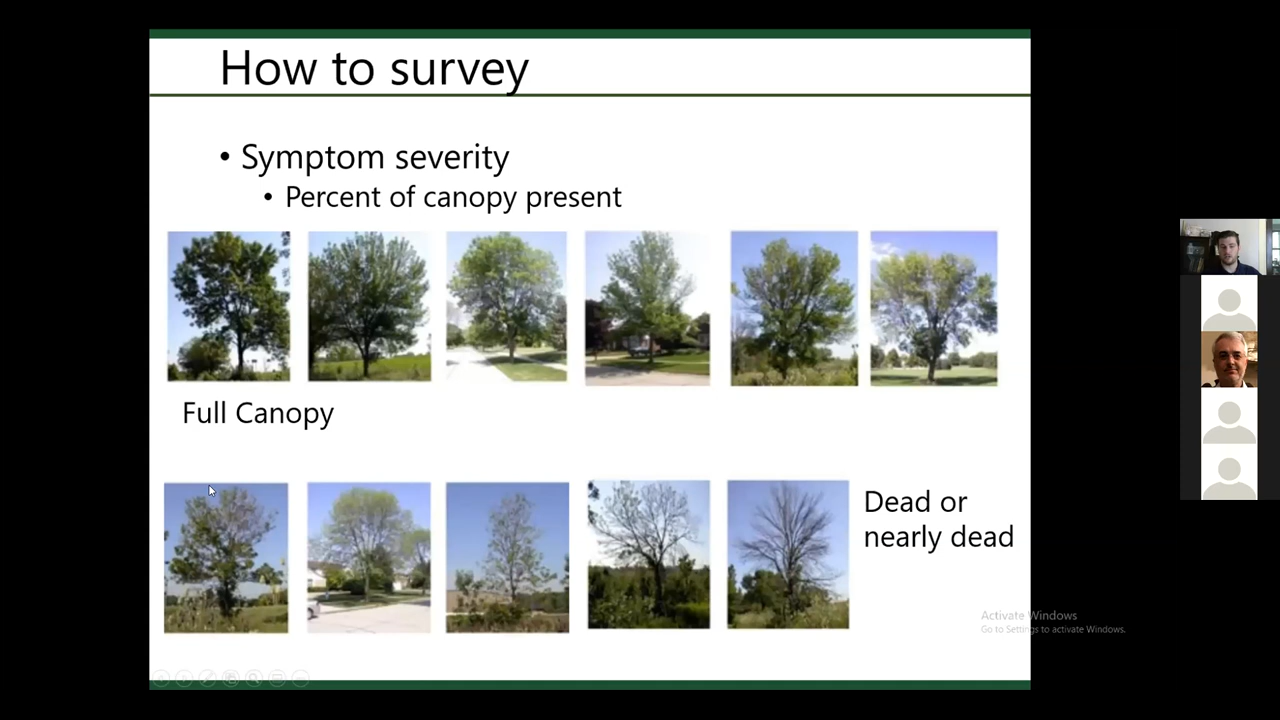 How to survey
• Symptom severity
• Percent of canopy present
Full Canopy
Dead or
nearly dead
Activate Windows
Go to Settings to activate Windows.